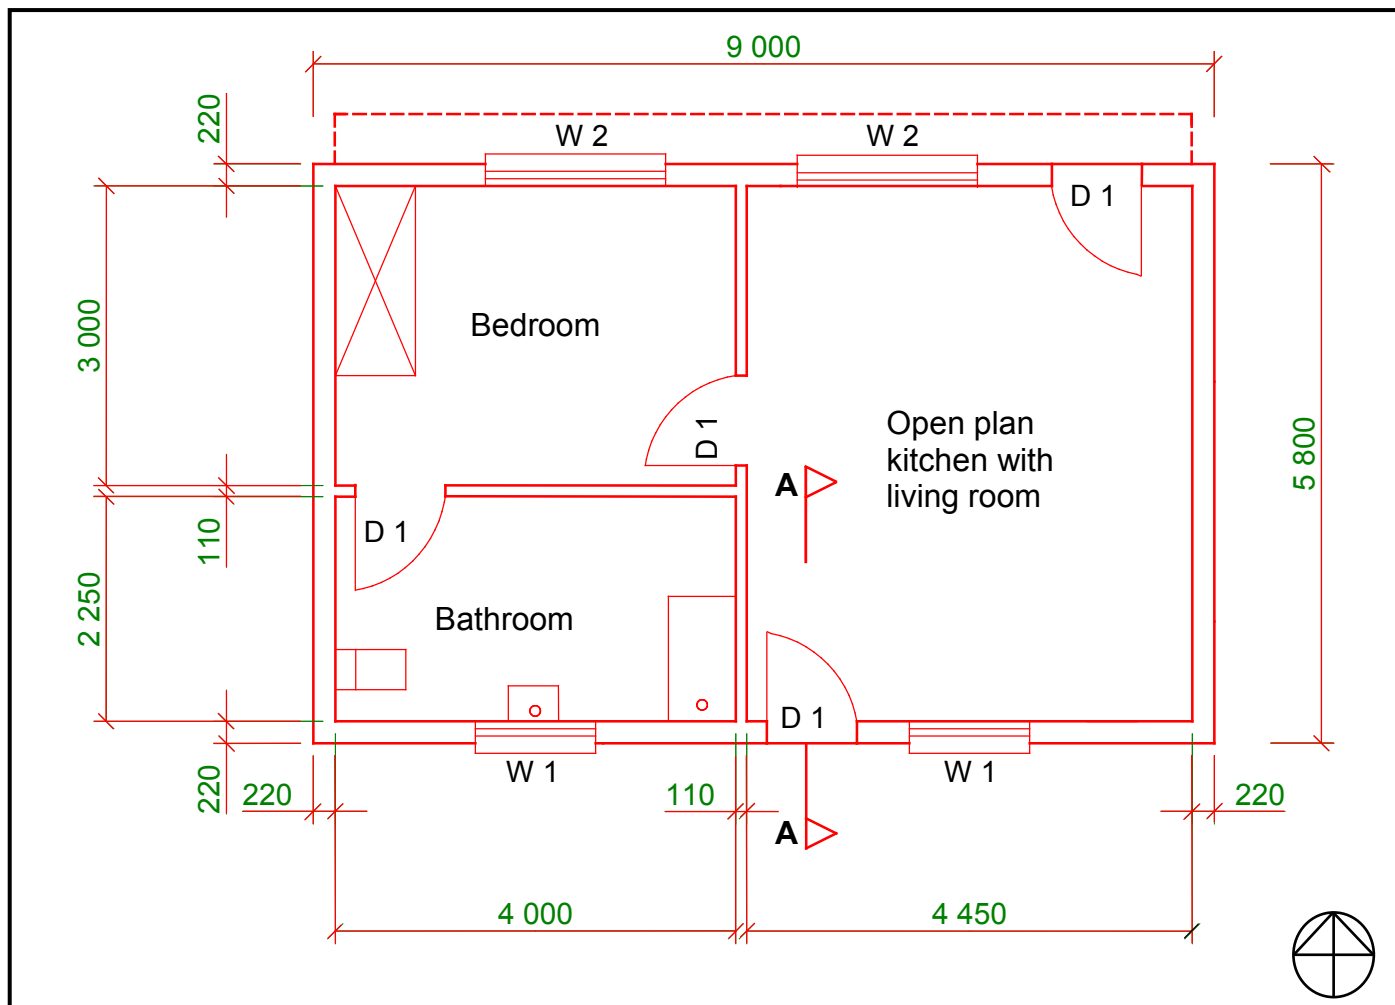 9 000
220
W 2
W 2
D 1
3 000
Bedroom
D 1
Open plan
kitchen with
living room
5 800
A
110
D 1
2 250
Bathroom
D 1
220
220
W 1
110
W 1
220
A
4 000
4 450